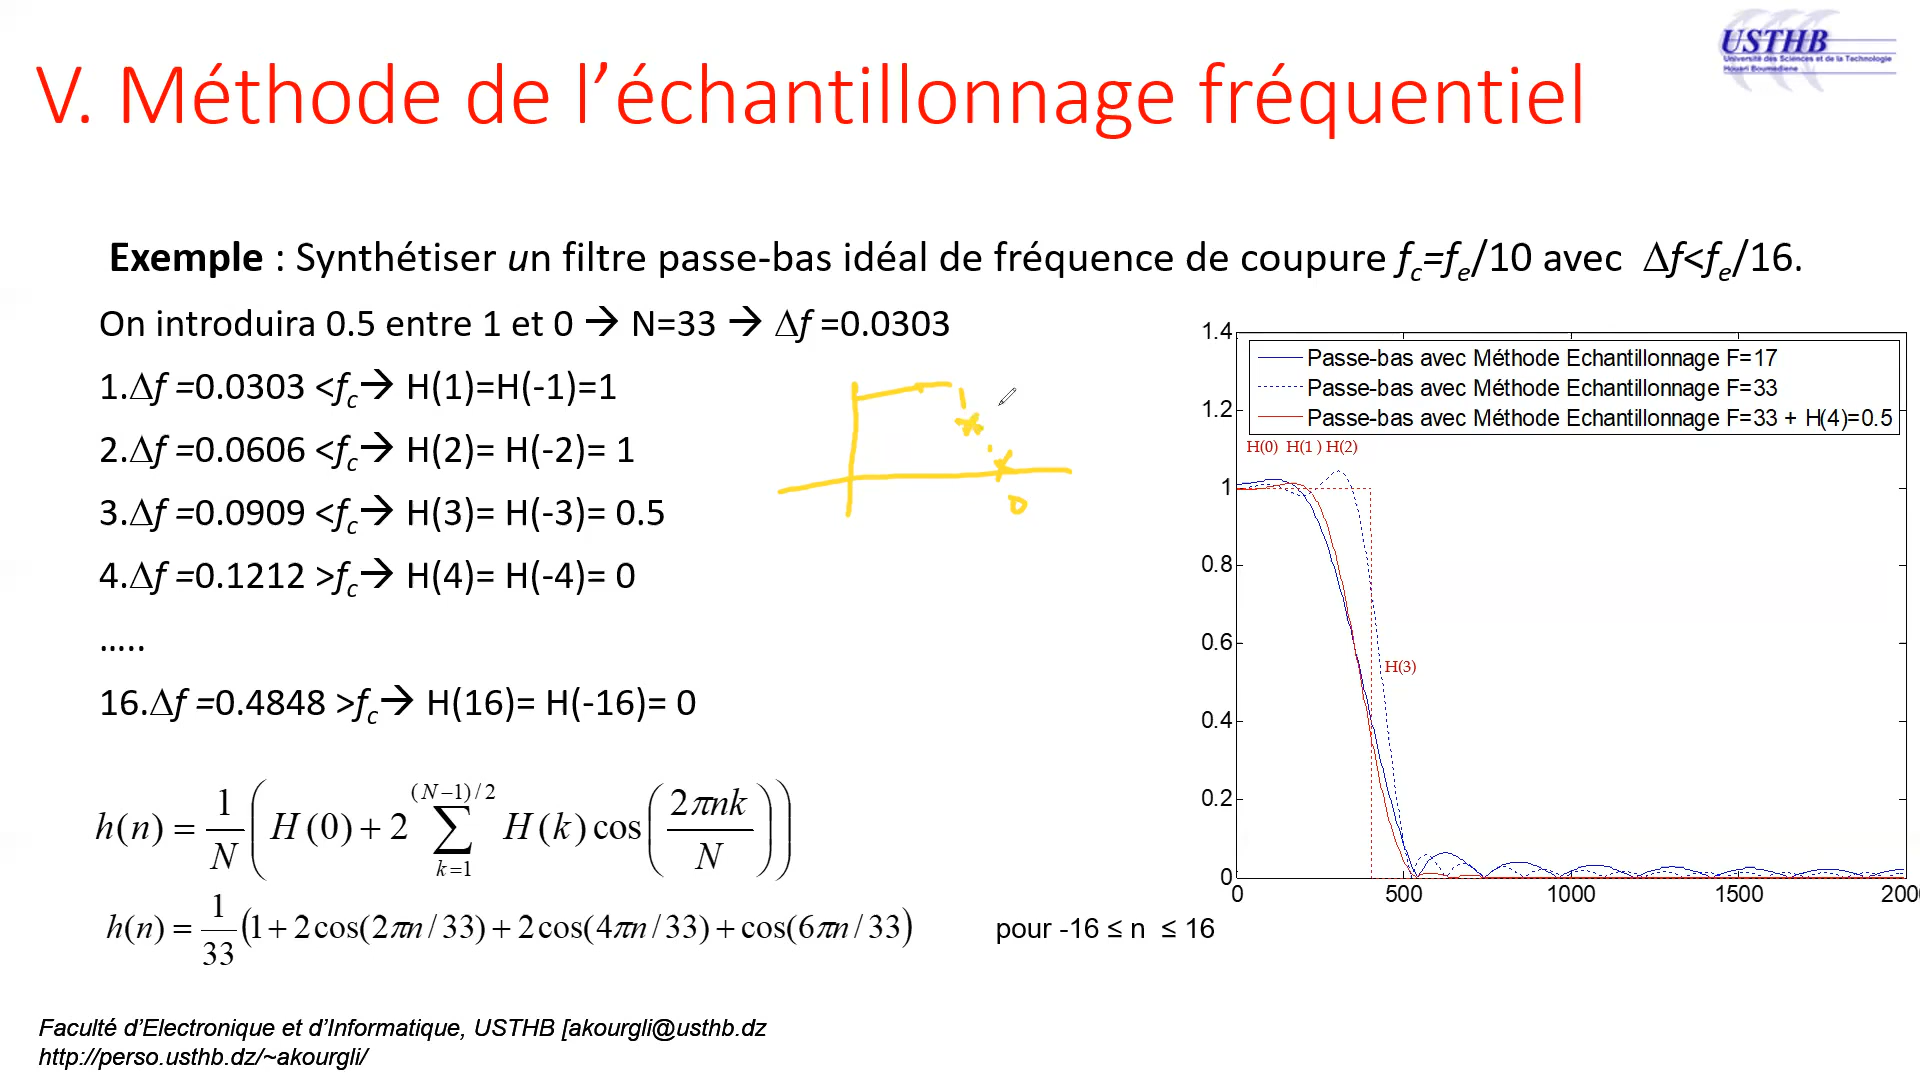 USTHB
Université des Sciences et de la Technologie
Houari Boumediene
V. Méthode de l’échantillonnage fréquentiel
Exemple : Synthétiser un filtre passe-bas idéal de fréquence de coupure fc=fe/10 avec Δf<fe/16.
On introduira 0.5 entre 1 et 0 → N=33 → Δf =0.0303
1.Δf =0.0303 <fc→ H(1)=H(-1)=1
2.Δf =0.0606 <fc→ H(2)= H(-2)= 1
3.Δf =0.0909 <fc→ H(3)= H(-3)= 0.5
4.Δf =0.1212 >fc→ H(4)= H(-4)= 0
.....
16.Δf =0.4848 >fc→ H(16)= H(-16)= 0
h(n) = 1/N ( H(0) + 2 ∑_{k=1}^{(N-1)/2} H(k) cos( 2πnk / N ) )
h(n) = 1/33 (1 + 2cos(2πn/33) + 2cos(4πn/33) + cos(6πn/33)) pour -16 ≤ n ≤ 16
0
Passe-bas avec Méthode Echantillonnage F=17
Passe-bas avec Méthode Echantillonnage F=33
Passe-bas avec Méthode Echantillonnage F=33 + H(4)=0.5
H(0) H(1 ) H(2)
H(3)
1.4
1.2
1
0.8
0.6
0.4
0.2
0
0 500 1000 1500 200
Faculté d’Electronique et d’Informatique, USTHB [akourgli@usthb.dz
http://perso.usthb.dz/~akourgli/